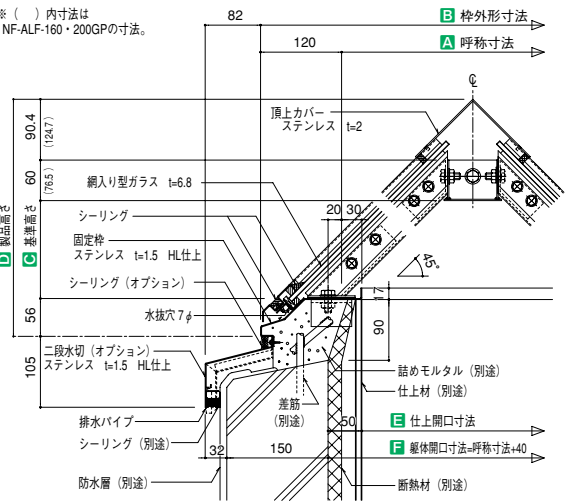 ※（　）内寸法は
NF-ALF-160・200GPの寸法。
82
B 枠外形寸法
120
A 呼称寸法
℄
頂上カバー
ステンレス t=2
90.4
(124.7)
60
(76.5)
網入り型ガラス t=6.8
シーリング
20 30
D 製品高さ
C 基準高さ
固定枠
ステンレス t=1.5 HL仕上
45°
シーリング（オプション）
17
水抜穴 7φ
56
90
二段水切（オプション）
ステンレス t=1.5 HL仕上
105
詰めモルタル（別途）
仕上材（別途）
差筋
（別途）
排水パイプ
シーリング（別途）
50
E 仕上開口寸法
32
150
F 躯体開口寸法=呼称寸法+40
防水層（別途）
断熱材（別途）